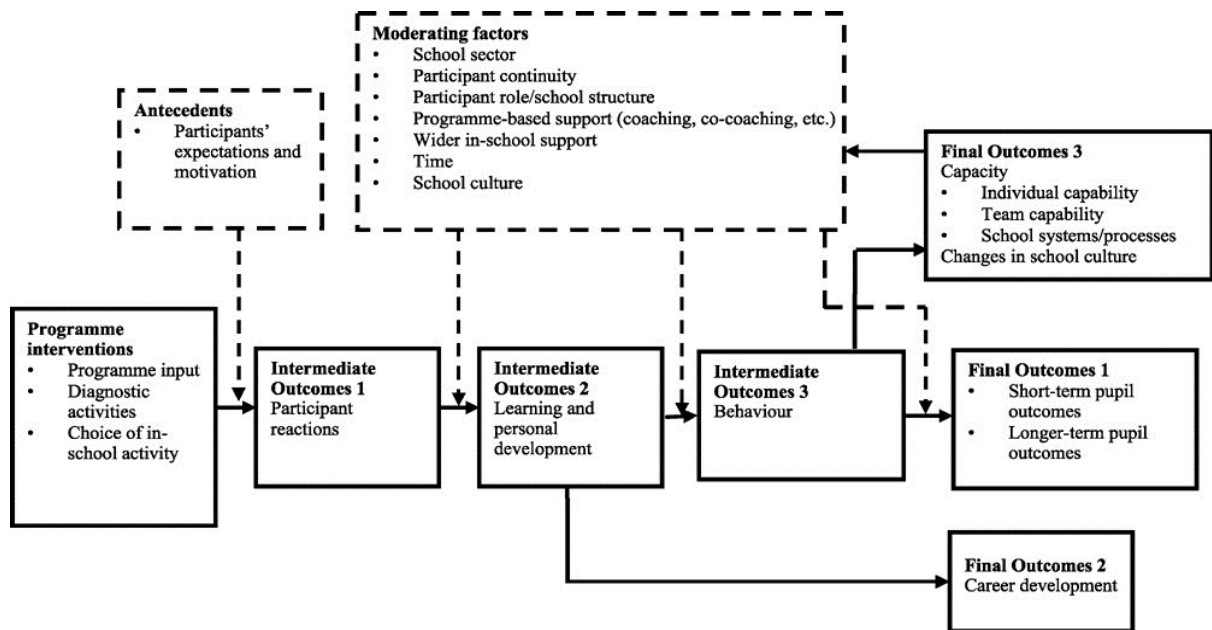 Moderating factors
• School sector
• Participant continuity
• Participant role/school structure
• Programme-based support (coaching, co-coaching, etc.)
• Wider in-school support
• Time
• School culture
Antecedents
• Participants'
expectations and
motivation
Final Outcomes 3
Capacity
• Individual capability
• Team capability
• School systems/processes
Changes in school culture
Programme
interventions
• Programme input
• Diagnostic
activities
• Choice of in-
school activity
Intermediate
Outcomes 1
Participant
reactions
Intermediate
Outcomes 2
Learning and
personal
development
Intermediate
Outcomes 3
Behaviour
Final Outcomes 1
• Short-term pupil
outcomes
• Longer-term pupil
outcomes
Final Outcomes 2
Career development